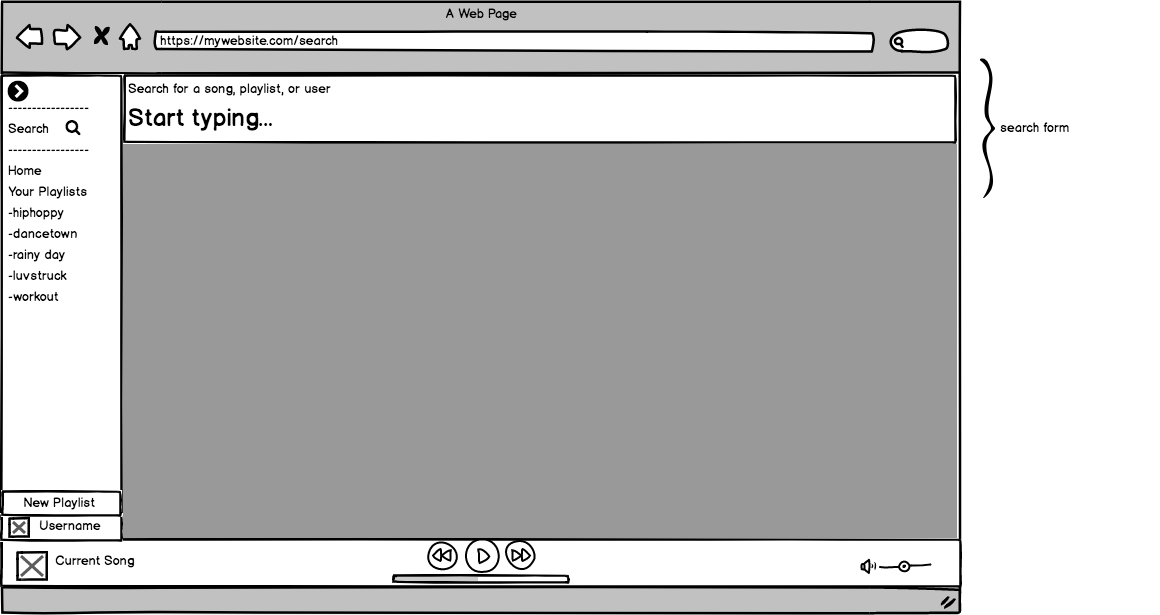 A Web Page
https://mywebsite.com/search
Search for a song, playlist, or user
Start typing...
search form
-----------------
Search
-----------------
Home
Your Playlists
-hiphoppy
-dancetown
-rainy day
-luvstruck
-workout
New Playlist
Username
Current Song